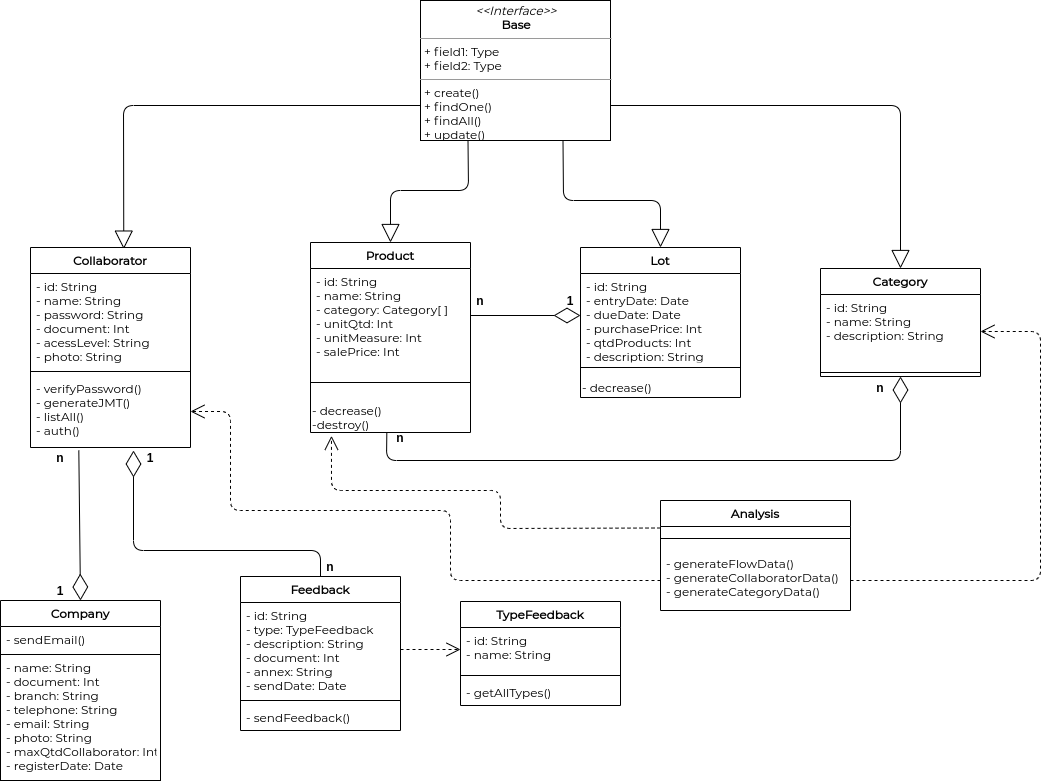 <<Interface>>
Base
+ field1: Type
+ field2: Type
+ create()
+ findOne()
+ findAll()
+ update()
Collaborator
- id: String
- name: String
- password: String
- document: Int
- acessLevel: String
- photo: String
- verifyPassword()
- generateJMT()
- listAll()
- auth()
Product
- id: String
- name: String
- category: Category[ ]
- unitQtd: Int
- unitMeasure: Int
- salePrice: Int
- decrease()
-destroy()
n
1
Lot
- id: String
- entryDate: Date
- dueDate: Date
- purchasePrice: Int
- qtdProducts: Int
- description: String
- decrease()
Category
- id: String
- name: String
- description: String
n
n
n
1
1
n
Analysis
- generateFlowData()
- generateCollaboratorData()
- generateCategoryData()
Company
- sendEmail()
- name: String
- document: Int
- branch: String
- telephone: String
- email: String
- photo: String
- maxQtdCollaborator: Int
- registerDate: Date
Feedback
- id: String
- type: TypeFeedback
- description: String
- document: Int
- annex: String
- sendDate: Date
- sendFeedback()
TypeFeedback
- id: String
- name: String
- getAllTypes()